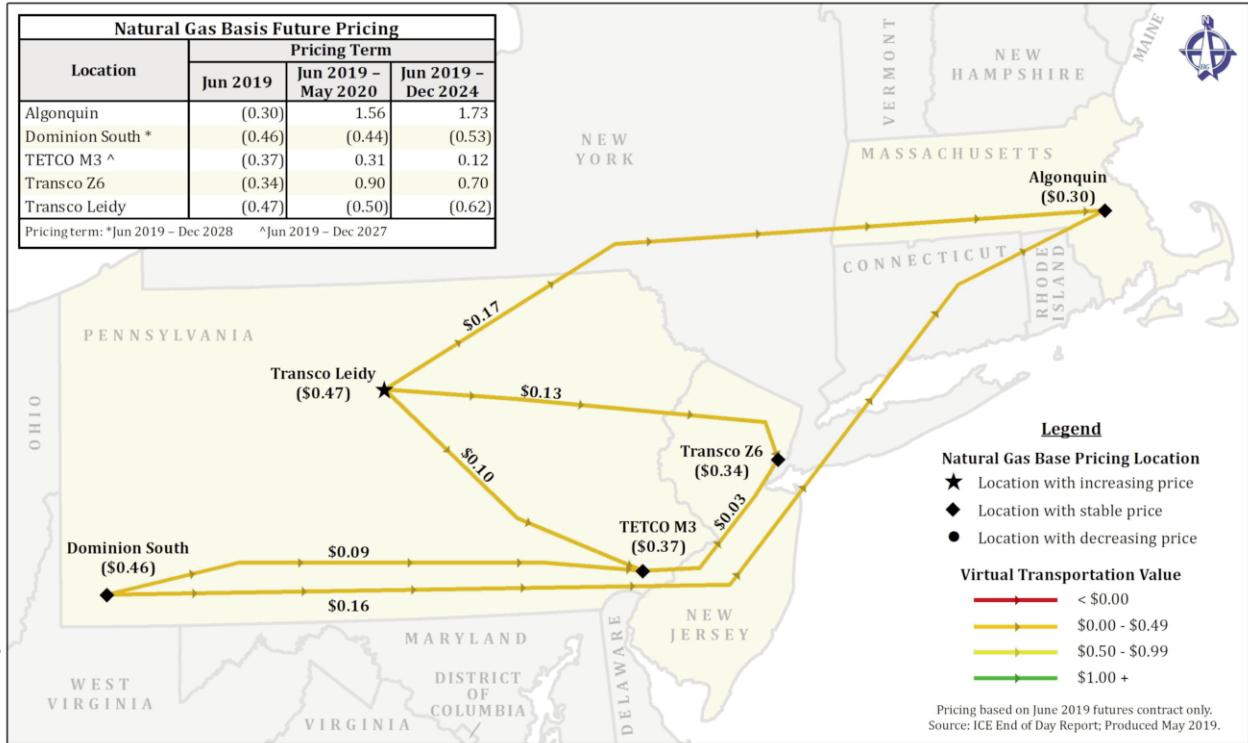 Natural Gas Basis Future Pricing
Location
Pricing Term
Jun 2019
Jun 2019 –
May 2020
Jun 2019 –
Dec 2024
Algonquin (0.30) 1.56 1.73
Dominion South * (0.46) (0.44) (0.53)
TETCO M3 ^ (0.37) 0.31 0.12
Transco Z6 (0.34) 0.90 0.70
Transco Leidy (0.47) (0.50) (0.62)
Pricing term: *Jun 2019 – Dec 2028 ^Jun 2019 – Dec 2027
VERMONT
NEW
HAMPSHIRE
MAINE
N
NEW
YORK
MASSACHUSETTS
Algonquin
($0.30)
CONNECTICUT
RHODE
ISLAND
PENNSYLVANIA
OHIO
$0.17
Transco Leidy
($0.47)
$0.13
$0.10
Transco Z6
($0.34)
$0.03
TETCO M3
($0.37)
Dominion South
($0.46)
$0.09
$0.16
NEW
JERSEY
MARYLAND
DELAWARE
DISTRICT
OF
COLUMBIA
WEST
VIRGINIA
VIRGINIA
Legend
Natural Gas Base Pricing Location
Location with increasing price
Location with stable price
Location with decreasing price
Virtual Transportation Value
< $0.00
$0.00 - $0.49
$0.50 - $0.99
$1.00 +
Pricing based on June 2019 futures contract only.
Source: ICE End of Day Report; Produced May 2019.